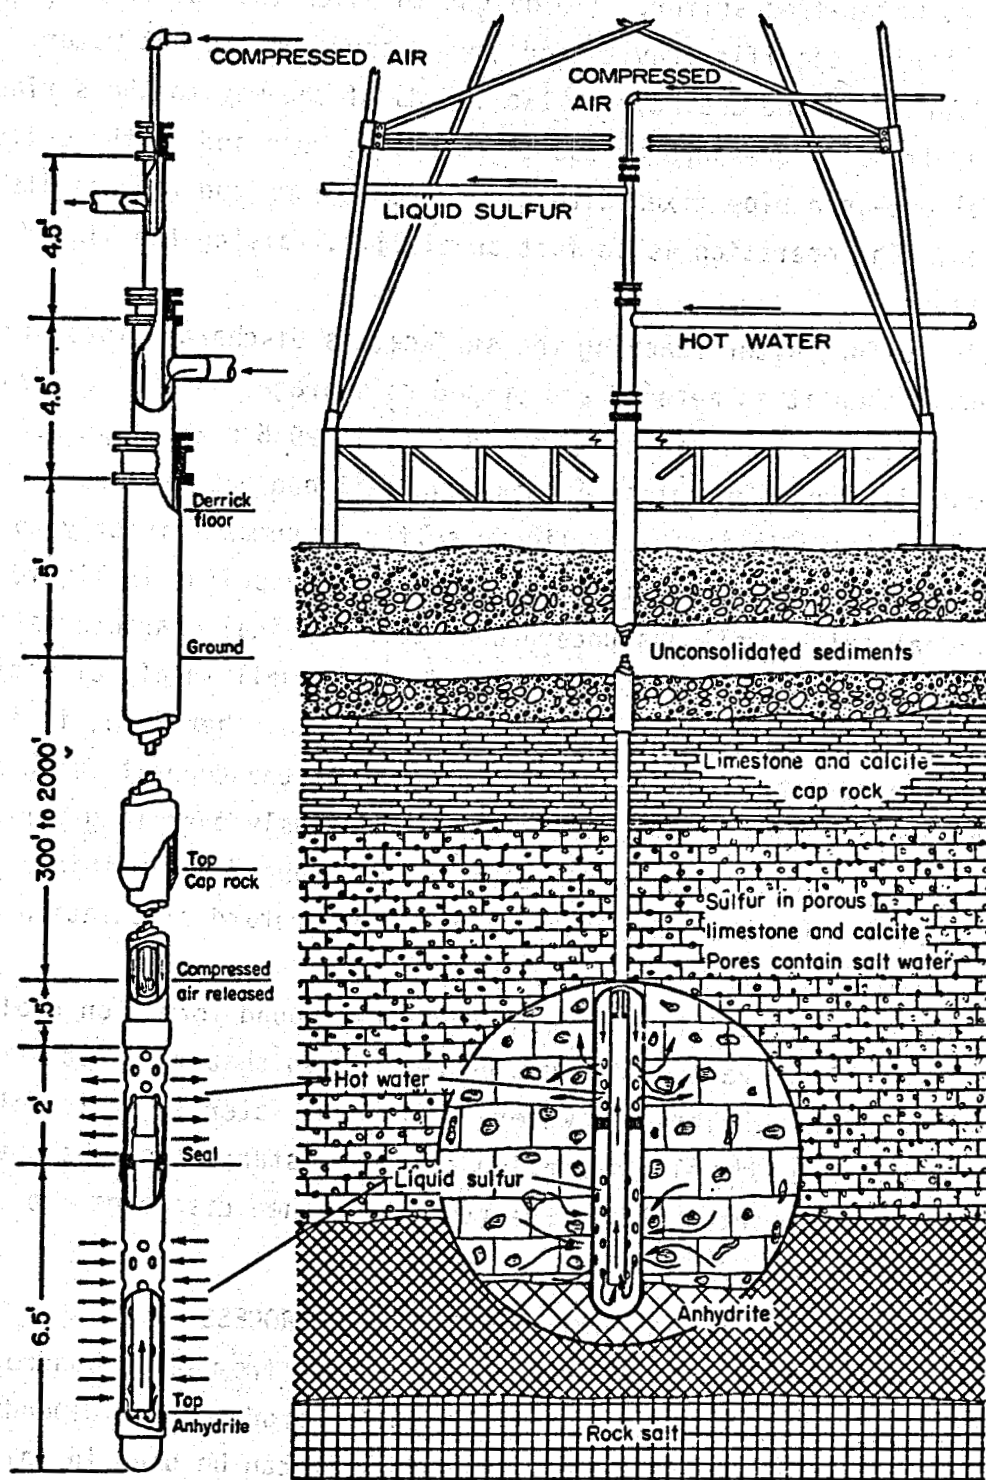 COMPRESSED AIR
4.5'
4.5'
Derrick
floor
5'
Ground
300' to 2000'
Top
Cap rock
Compressed
air released
1.5'
2'
Seal
6.5'
Top
Anhydrite
COMPRESSED
AIR
LIQUID SULFUR
HOT WATER
Unconsolidated sediments
Limestone and calcite
cap rock
Sulfur in porous
limestone and calcite
Pores contain salt water
Hot water
Liquid sulfur
Anhydrite
Rock salt